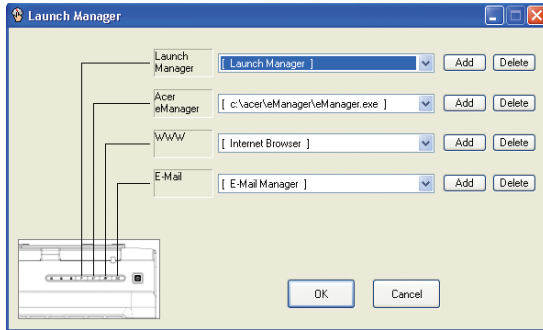 Launch Manager
Launch
Manager
[ Launch Manager ]
Add
Delete
Acer
eManager
[ c:\acer\eManager\eManager.exe ]
Add
Delete
WWW
[ Internet Browser ]
Add
Delete
E-Mail
[ E-Mail Manager ]
Add
Delete
OK
Cancel